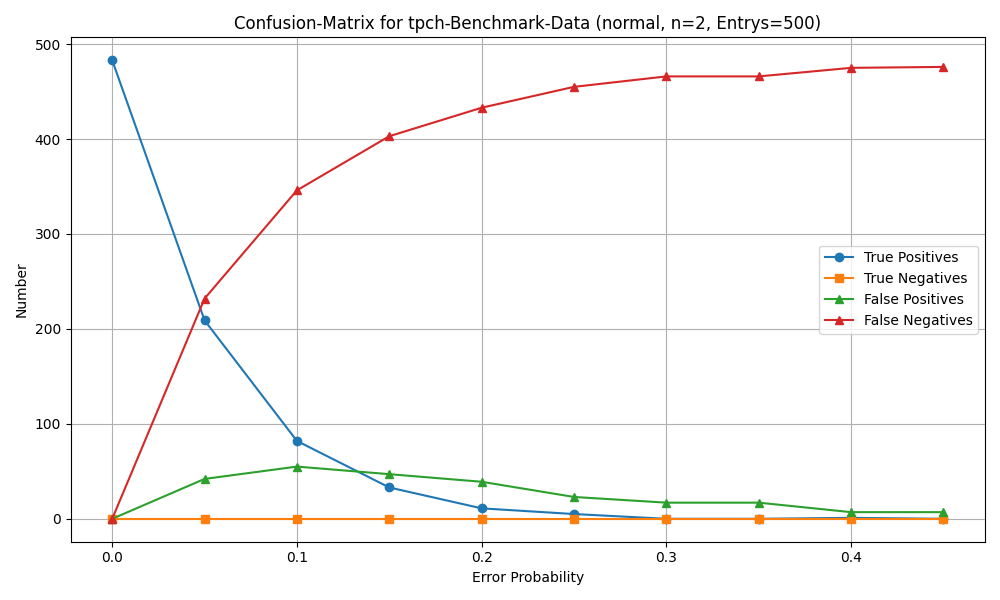 Confusion-Matrix for tpch-Benchmark-Data (normal, n=2, Entrys=500)
500
400
300
200
100
0
Number
True Positives
True Negatives
False Positives
False Negatives
0.0 0.1 0.2 0.3 0.4
Error Probability